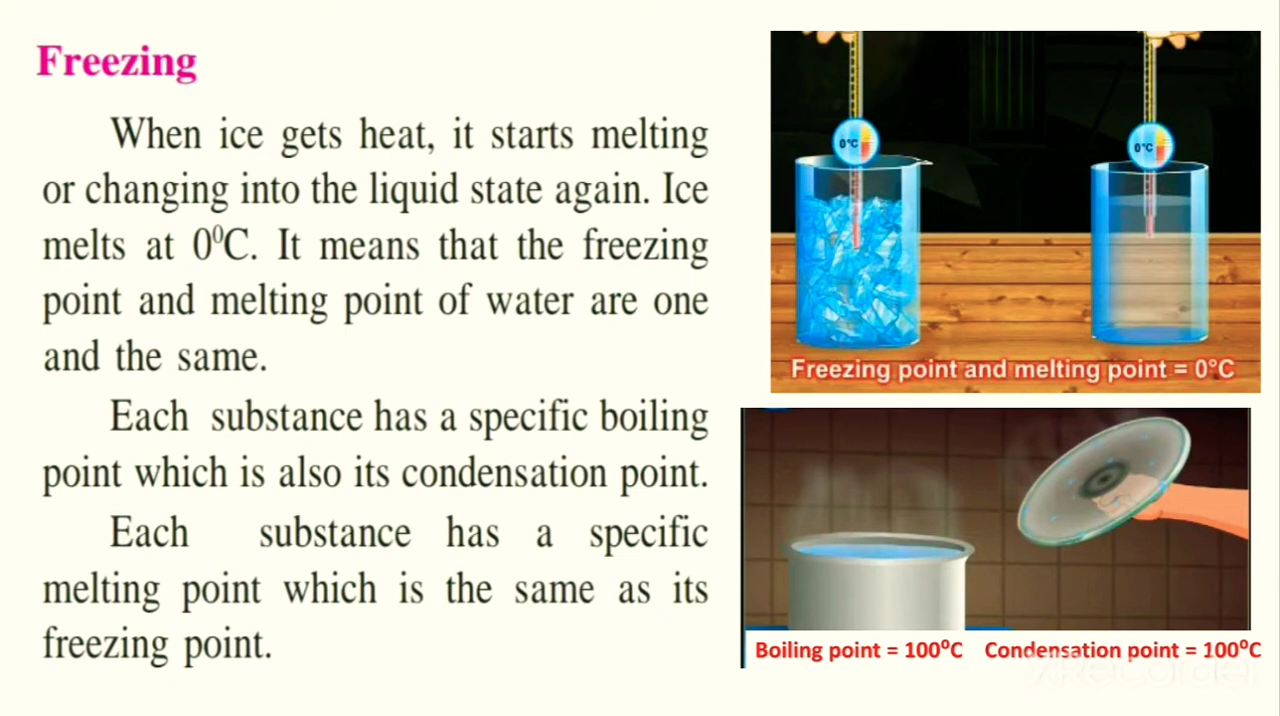 Freezing
When ice gets heat, it starts melting
or changing into the liquid state again. Ice
melts at 0⁰C. It means that the freezing
point and melting point of water are one
and the same.
Each substance has a specific boiling
point which is also its condensation point.
Each substance has a specific
melting point which is the same as its
freezing point.
0°C
0°C
Freezing point and melting point = 0°C
Boiling point = 100⁰C
Condensation point = 100⁰C